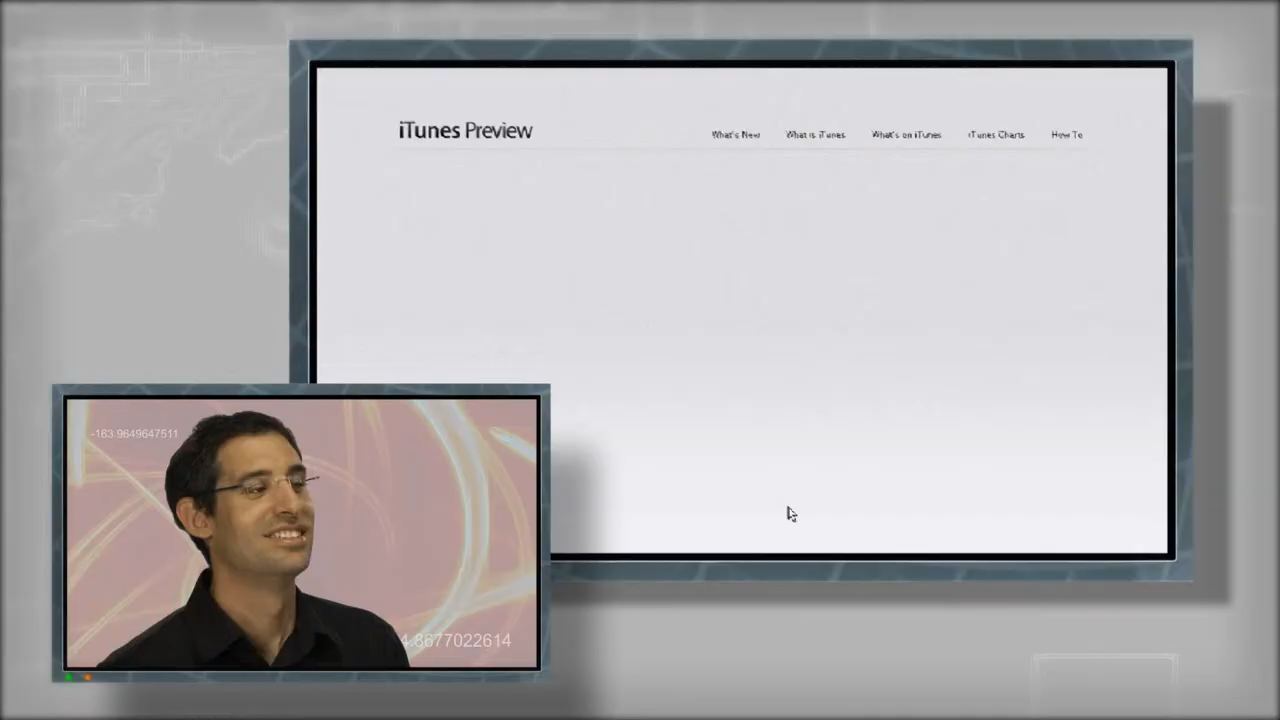 iTunes Preview
What's New What is iTunes What's on iTunes iTunes Charts How To
-163.9649647511
4.8677022614